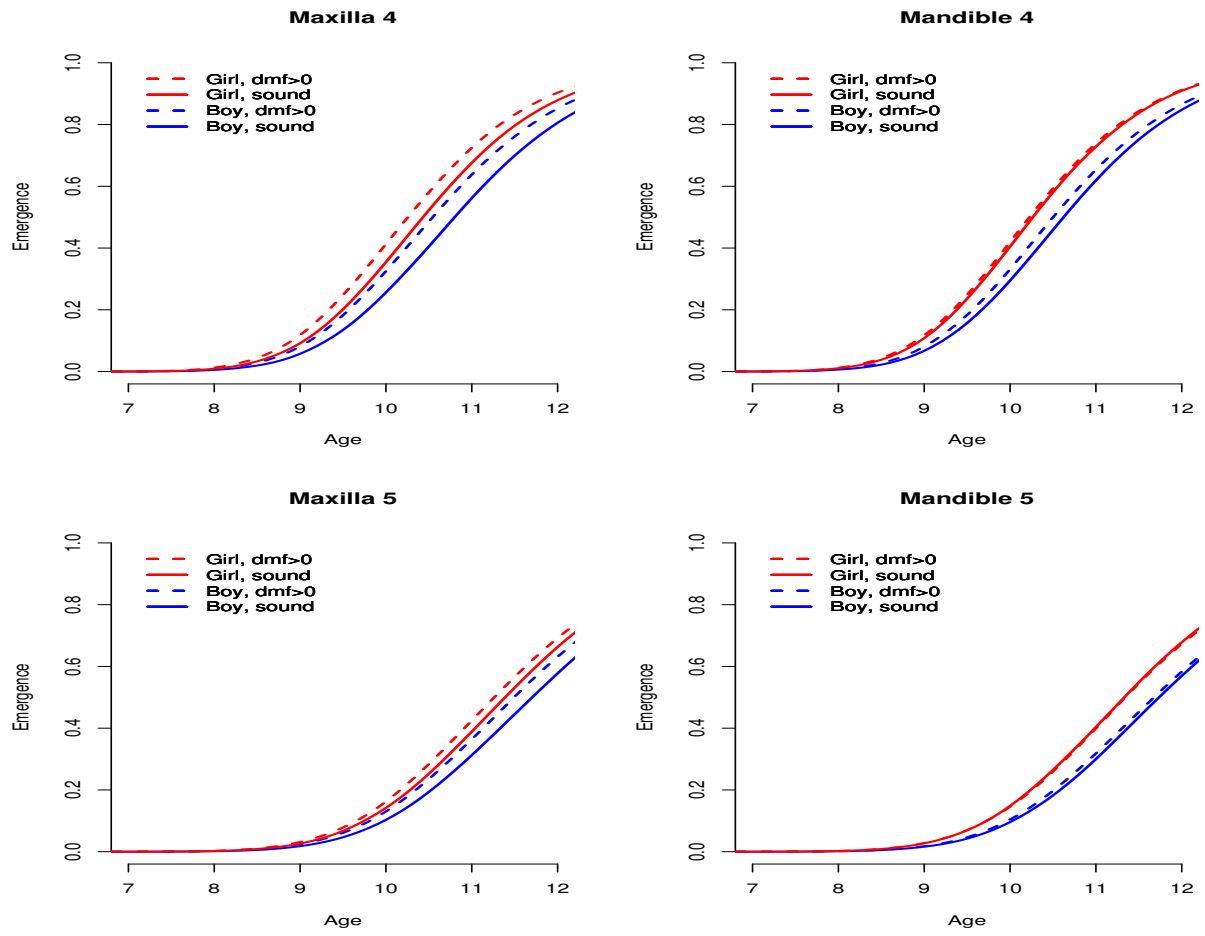 Maxilla 4
Emergence
0.0 0.2 0.4 0.6 0.8 1.0
Girl, dmf>0
Girl, sound
Boy, dmf>0
Boy, sound
7 8 9 10 11 12
Age
Mandible 4
Emergence
0.0 0.2 0.4 0.6 0.8 1.0
Girl, dmf>0
Girl, sound
Boy, dmf>0
Boy, sound
7 8 9 10 11 12
Age
Maxilla 5
Emergence
0.0 0.2 0.4 0.6 0.8 1.0
Girl, dmf>0
Girl, sound
Boy, dmf>0
Boy, sound
7 8 9 10 11 12
Age
Mandible 5
Emergence
0.0 0.2 0.4 0.6 0.8 1.0
Girl, dmf>0
Girl, sound
Boy, dmf>0
Boy, sound
7 8 9 10 11 12
Age